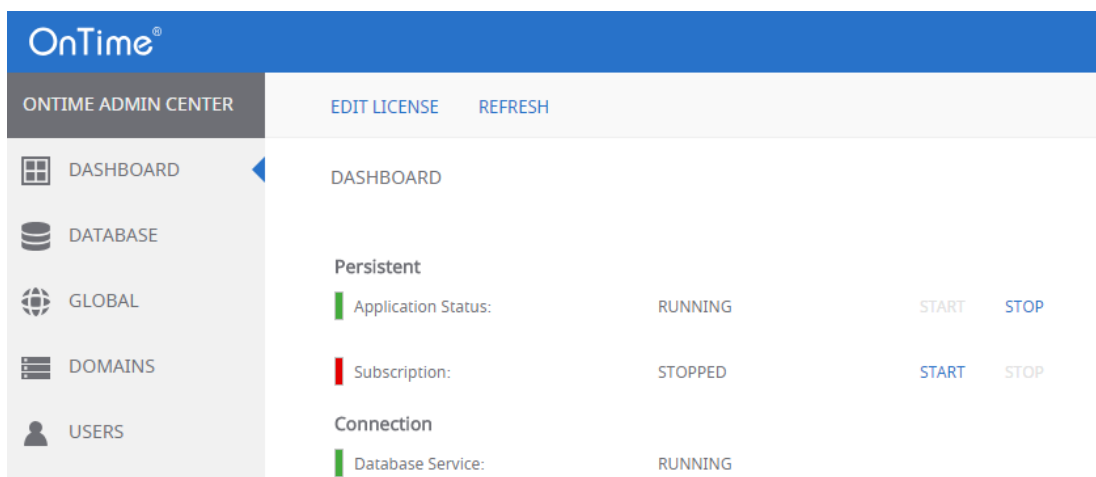 OnTime®
ONTIME ADMIN CENTER
EDIT LICENSE REFRESH
DASHBOARD
DATABASE
GLOBAL
DOMAINS
USERS
DASHBOARD
Persistent
Application Status: RUNNING START STOP
Subscription: STOPPED START STOP
Connection
Database Service: RUNNING